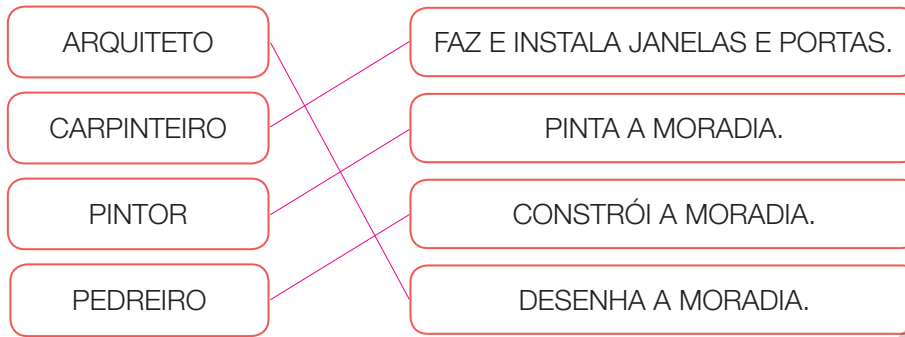 ARQUITETO
FAZ E INSTALA JANELAS E PORTAS.
CARPINTEIRO
PINTA A MORADIA.
PINTOR
CONSTRÓI A MORADIA.
PEDREIRO
DESENHA A MORADIA.